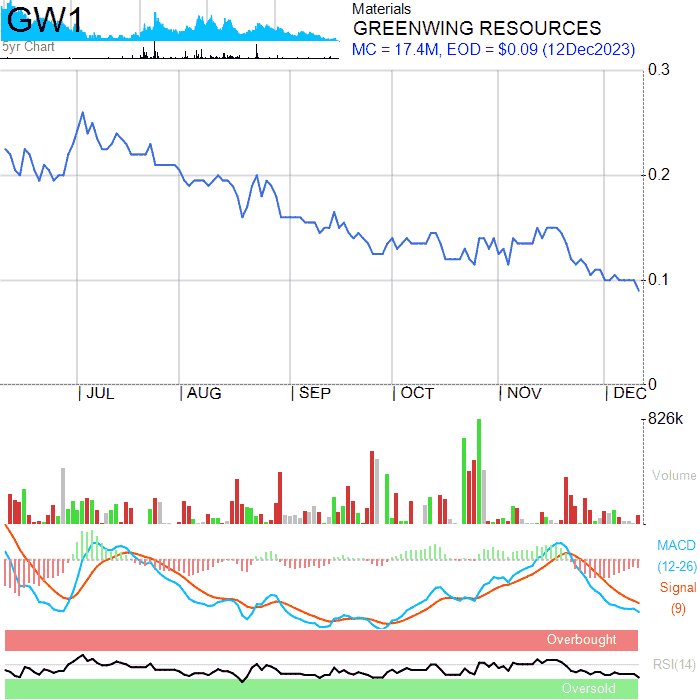 GW1
5yr Chart
Materials
GREENWING RESOURCES
MC = 17.4M, EOD = $0.09 (12Dec2023)
0.3
0.2
0.1
0
| JUL | AUG | SEP | OCT | NOV | DEC
826k
Volume
MACD
(12-26)
Signal
(9)
Overbought
RSI(14)
Oversold